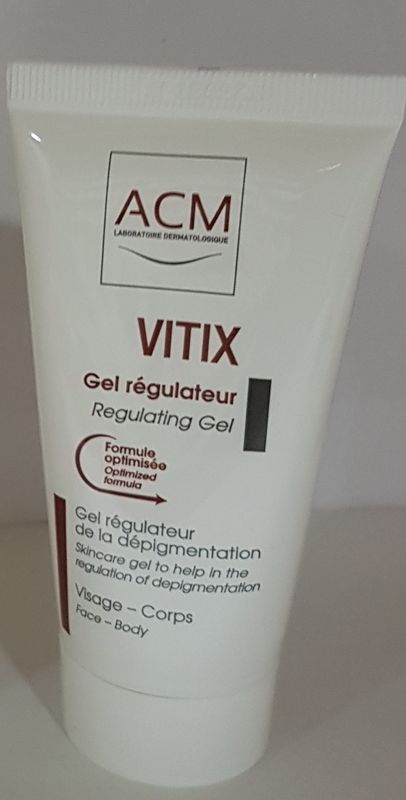 ACM
LABORATOIRE DERMATOLOGIQUE
VITIX
Gel régulateur
Regulating Gel
Formule
optimisée
Optimized
formula
Gel régulateur
de la dépigmentation
Skincare gel to help in the
regulation of depigmentation
Visage – Corps
Face – Body